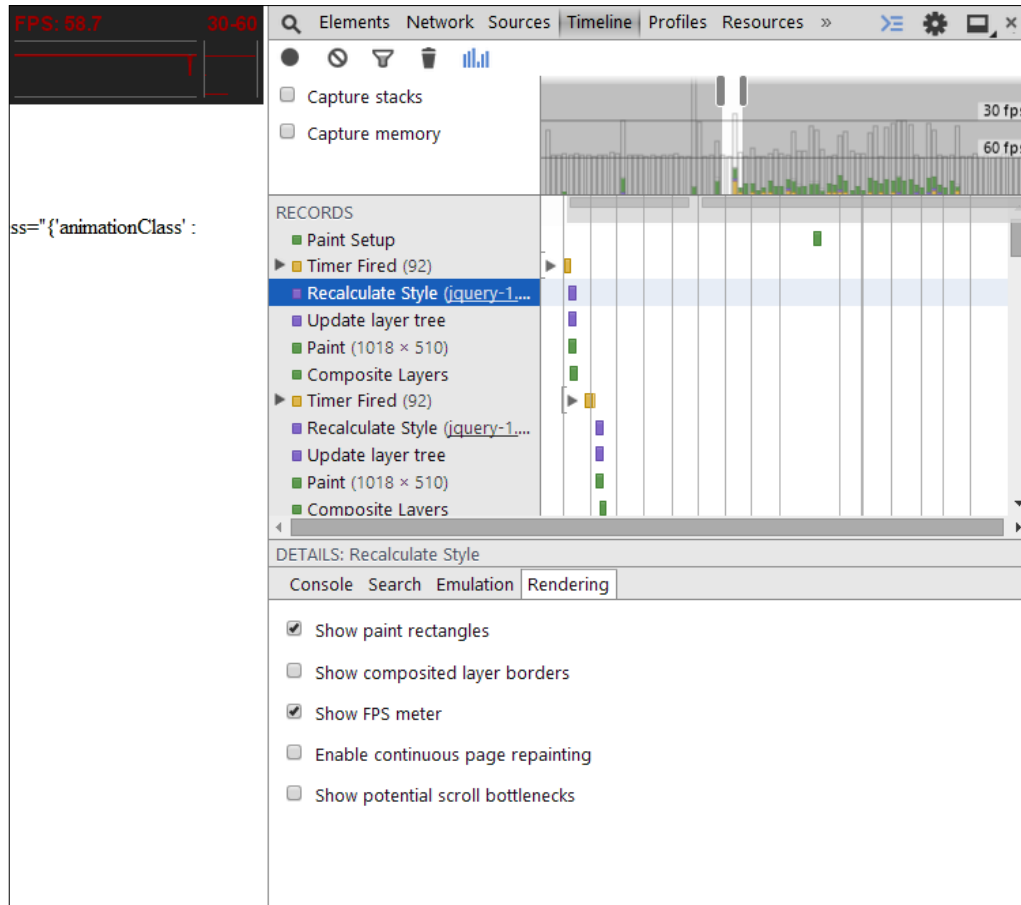 FPS: 58.7 30-60
ss="{'animationClass' :
Elements Network Sources Timeline Profiles Resources »
Capture stacks
Capture memory
30 fps
60 fps
RECORDS
Paint Setup
Timer Fired (92)
Recalculate Style (jquery-1....
Update layer tree
Paint (1018 × 510)
Composite Layers
Timer Fired (92)
Recalculate Style (jquery-1....
Update layer tree
Paint (1018 × 510)
Composite Layers
DETAILS: Recalculate Style
Console Search Emulation Rendering
Show paint rectangles
Show composited layer borders
Show FPS meter
Enable continuous page repainting
Show potential scroll bottlenecks